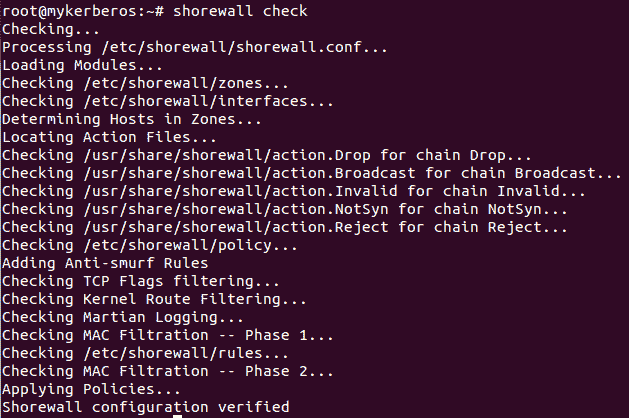 root@mykerberos:~# shorewall check
Checking...
Processing /etc/shorewall/shorewall.conf...
Loading Modules...
Checking /etc/shorewall/zones...
Checking /etc/shorewall/interfaces...
Determining Hosts in Zones...
Locating Action Files...
Checking /usr/share/shorewall/action.Drop for chain Drop...
Checking /usr/share/shorewall/action.Broadcast for chain Broadcast...
Checking /usr/share/shorewall/action.Invalid for chain Invalid...
Checking /usr/share/shorewall/action.NotSyn for chain NotSyn...
Checking /usr/share/shorewall/action.Reject for chain Reject...
Checking /etc/shorewall/policy...
Adding Anti-smurf Rules
Checking TCP Flags filtering...
Checking Kernel Route Filtering...
Checking Martian Logging...
Checking MAC Filtration -- Phase 1...
Checking /etc/shorewall/rules...
Checking MAC Filtration -- Phase 2...
Applying Policies...
Shorewall configuration verified